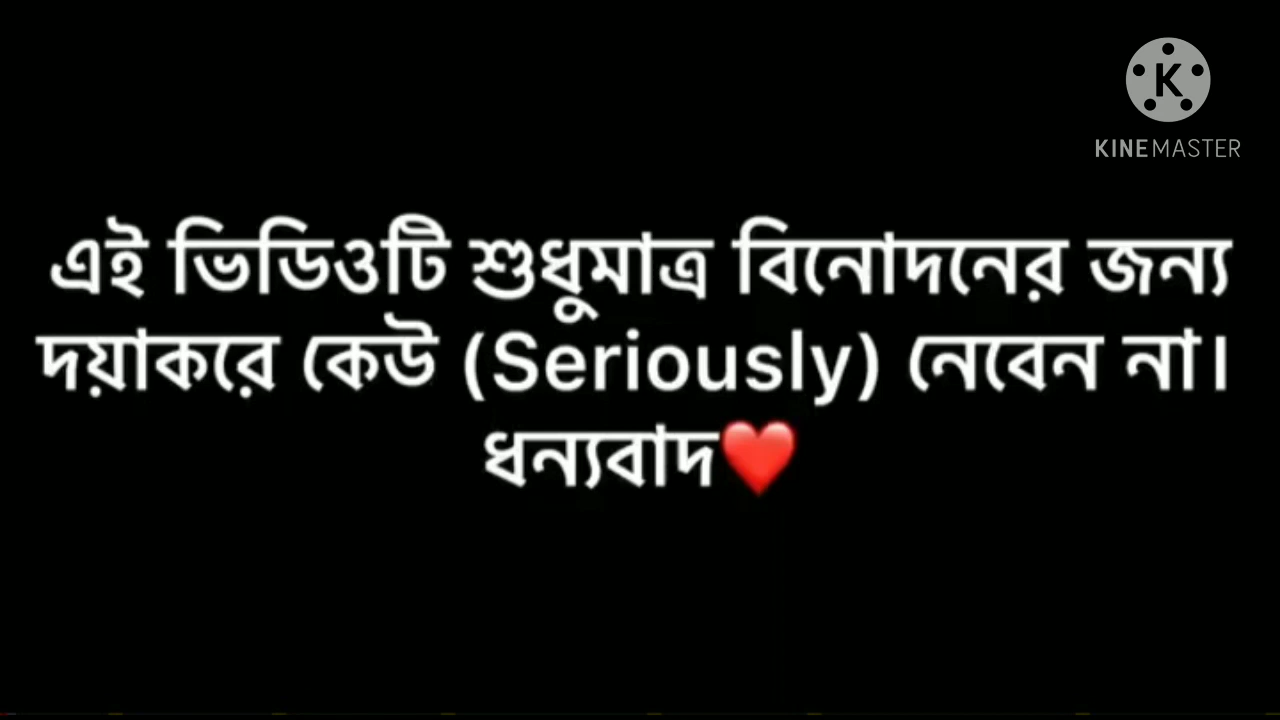 KINEMASTER
এই ভিডিওটি শুধুমাত্র বিনোদনের জন্য
দয়াকরে কেউ (Seriously) নেবেন না।
ধন্যবাদ❤️